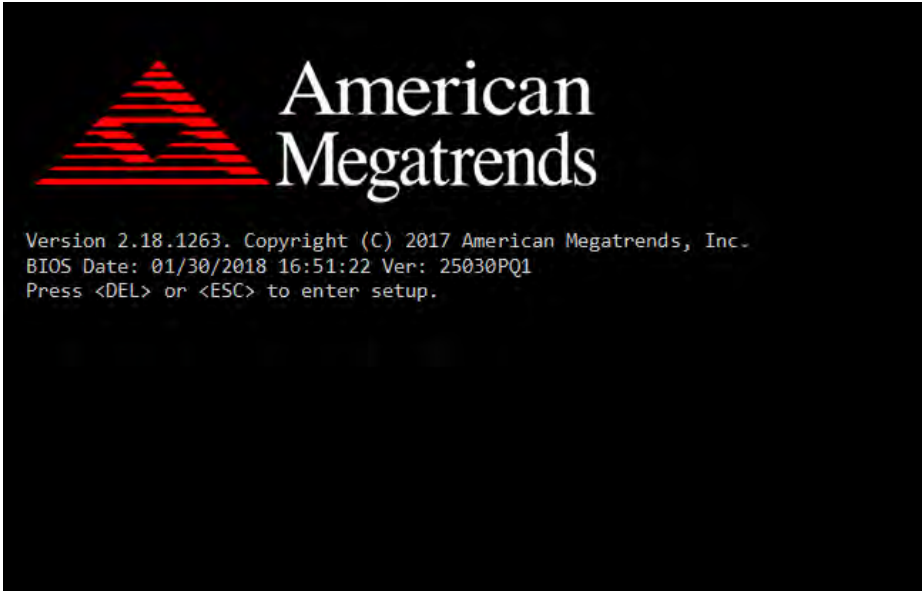 American
Megatrends
Version 2.18.1263. Copyright (C) 2017 American Megatrends, Inc.
BIOS Date: 01/30/2018 16:51:22 Ver: 25030PQ1
Press <DEL> or <ESC> to enter setup.